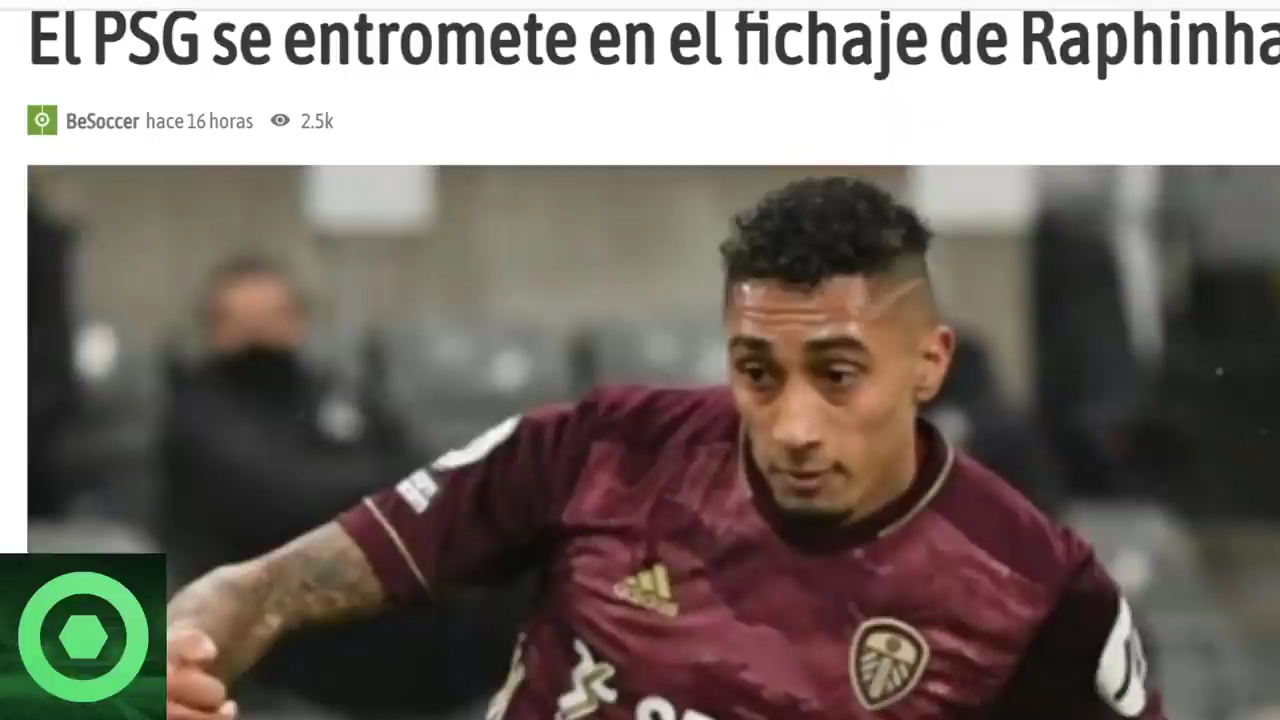 El PSG se entromete en el fichaje de Raphinha
BeSoccer hace 16 horas 2.5k